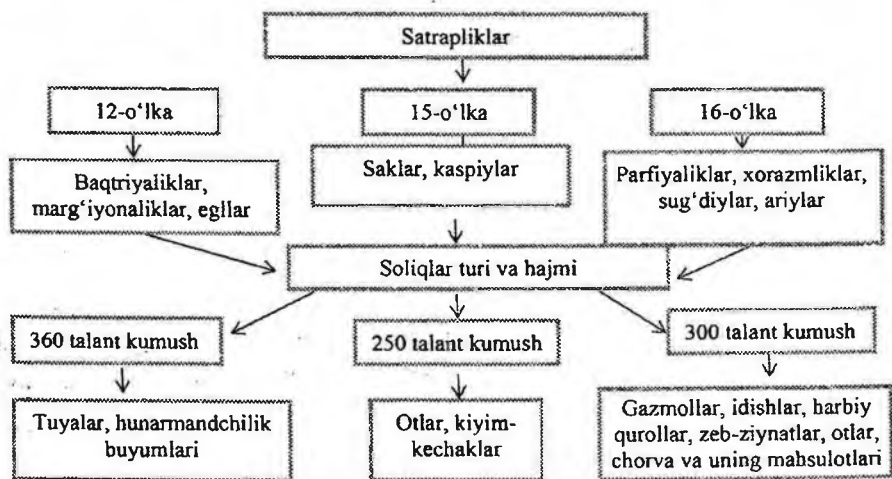 Satrapliklar
12-o‘lka
15-o‘lka
16-o‘lka
Baqtriyaliklar,
marg‘iyonaliklar, egllar
Saklar, kaspiylar
Parfiyaliklar, xorazmliklar,
sug‘diylar, ariylar
Soliqlar turi va hajmi
360 talant kumush
250 talant kumush
300 talant kumush
Tuyalar, hunarmandchilik
buyumlari
Otlar, kiyim-
kechaklar
Gazmollar, idishlar, harbiy
qurollar, zeb-ziynatlar, otlar,
chorva va uning mahsulotlari